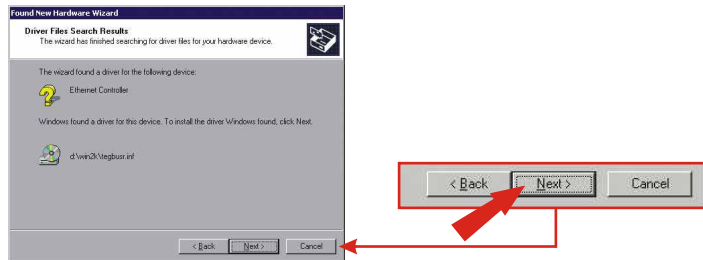 Found New Hardware Wizard
Driver Files Search Results
The wizard has finished searching for driver files for your hardware device.
The wizard found a driver for the following device:
Ethernet Controller
Windows found a driver for this device. To install the driver Windows found, click Next.
d:\win2k\tegbusr.inf
< Back Next > Cancel
< Back Next > Cancel